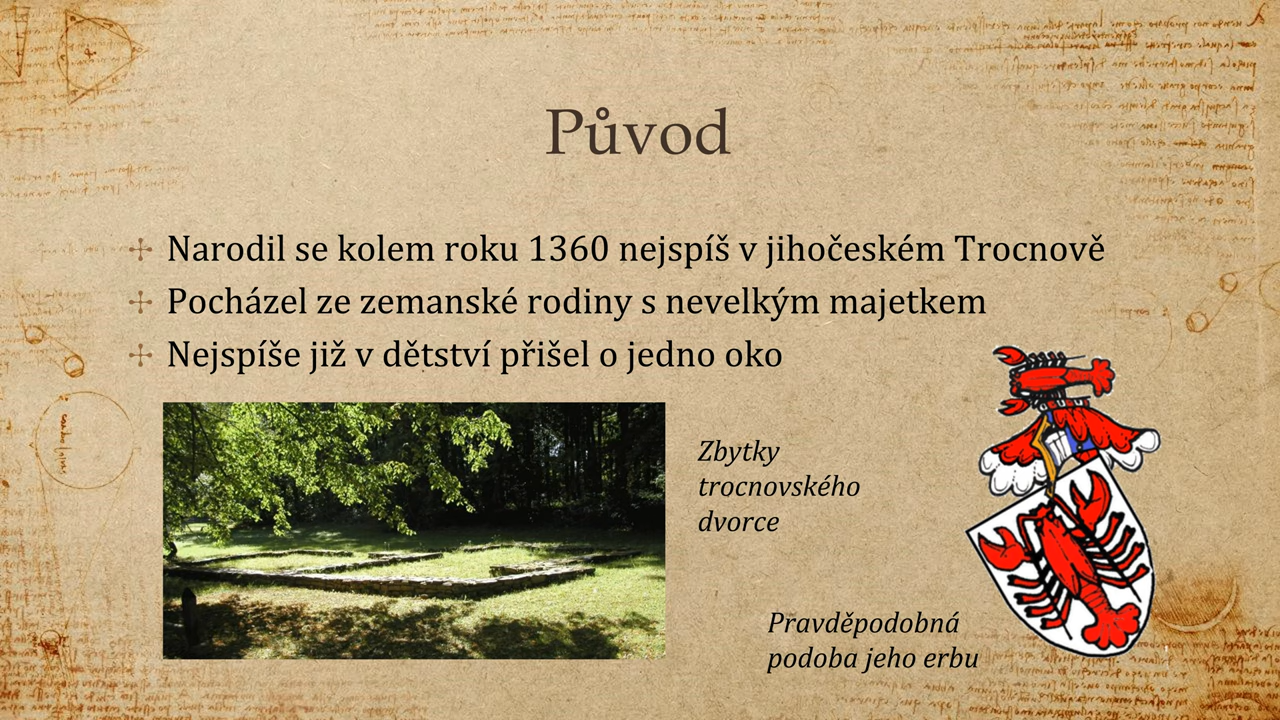 Původ
Narodil se kolem roku 1360 nejspíš v jihočeském Trocnově
Pocházel ze zemanské rodiny s nevelkým majetkem
Nejspíše již v dětství přišel o jedno oko
Zbytky
trocnovského
dvorce
Pravděpodobná
podoba jeho erbu